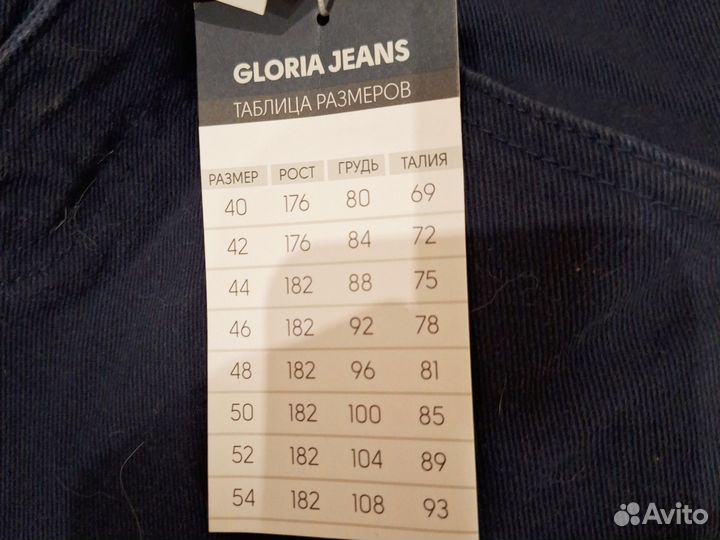 GLORIA JEANS
ТАБЛИЦА РАЗМЕРОВ
РАЗМЕР РОСТ ГРУДЬ ТАЛИЯ
40 176 80 69
42 176 84 72
44 182 88 75
46 182 92 78
48 182 96 81
50 182 100 85
52 182 104 89
54 182 108 93
Avito